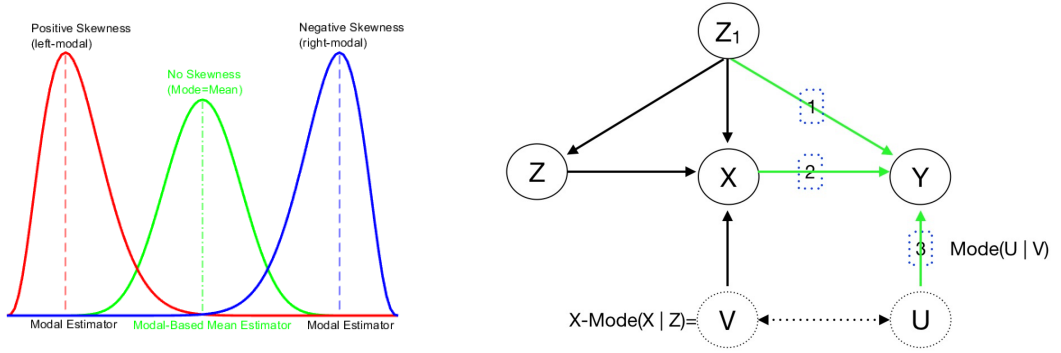 Positive Skewness
(left-modal)
Negative Skewness
(right-modal)
No Skewness
(Mode=Mean)
Modal Estimator
Modal-Based Mean Estimator
Modal Estimator
Z₁
1
Z
X
2
Y
3
Mode(U | V)
X-Mode(X | Z)=
V
U